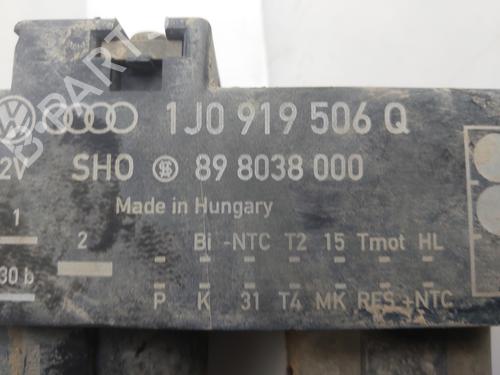 1J0 919 506 Q
2V SHO 89 8038 000
Made in Hungary
1 2 Bi -NTC T2 15 Tmot HL
30 b P K 31 T4 MK RES +NTC